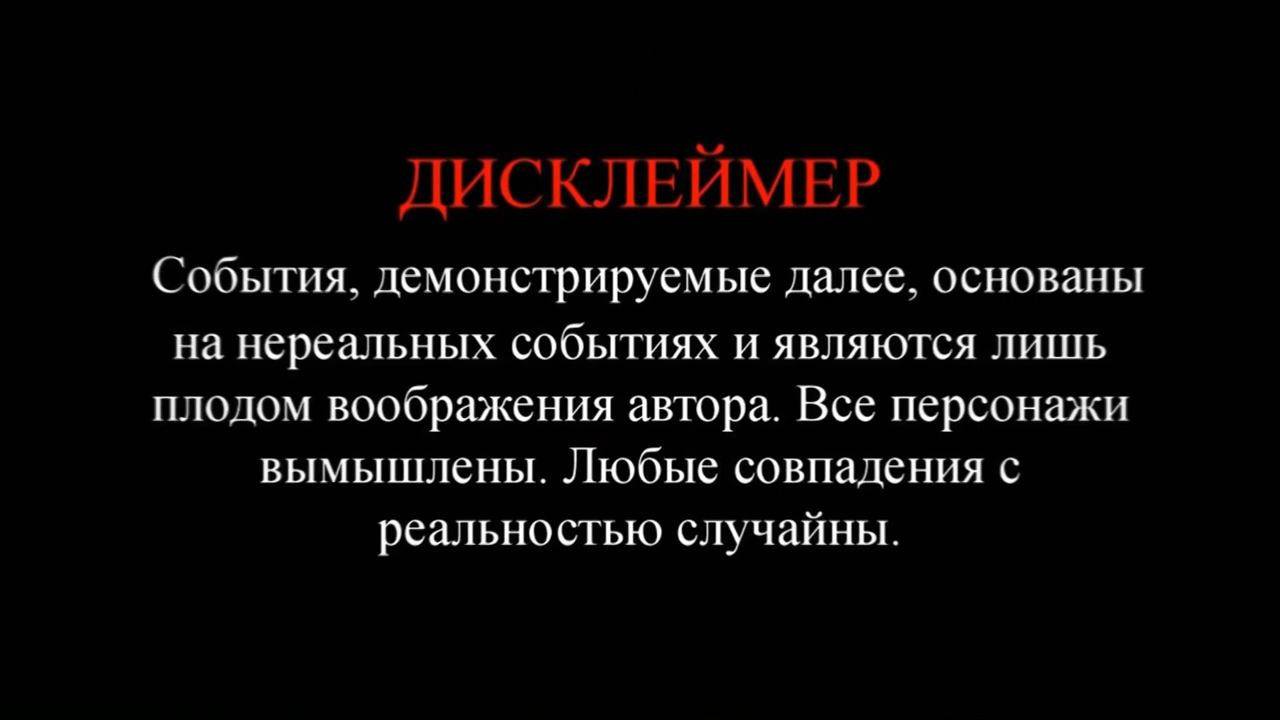 ДИСКЛЕЙМЕР
События, демонстрируемые далее, основаны
на нереальных событиях и являются лишь
плодом воображения автора. Все персонажи
вымышлены. Любые совпадения с
реальностью случайны.